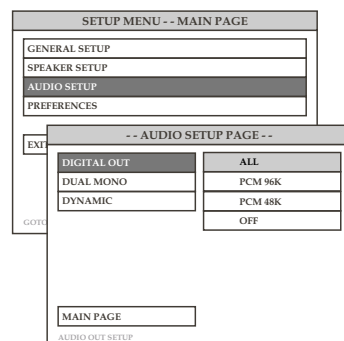 SETUP MENU - - MAIN PAGE
GENERAL SETUP
SPEAKER SETUP
AUDIO SETUP
PREFERENCES
EXI
GOTO
- - AUDIO SETUP PAGE - -
DIGITAL OUT
ALL
DUAL MONO
PCM 96K
DYNAMIC
PCM 48K
OFF
MAIN PAGE
AUDIO OUT SETUP